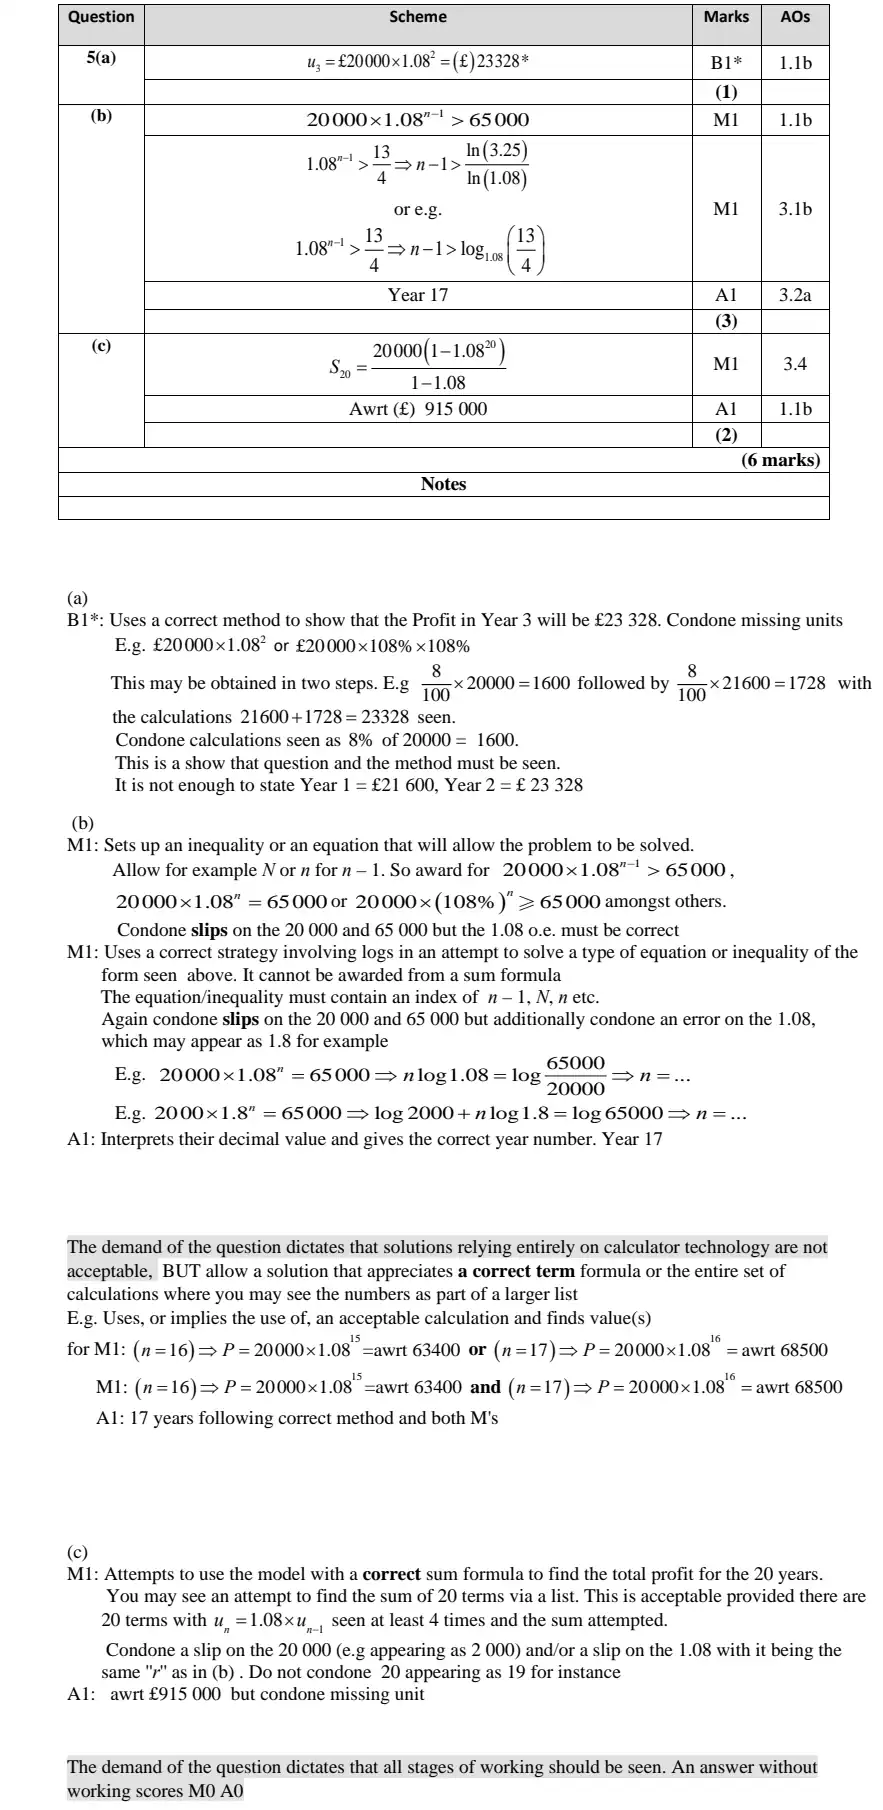 Question Scheme Marks AOs
5(a) u₃ = £20000×1.08² = (£)23328* B1* 1.1b
(1)
(b) 20000×1.08ⁿ⁻¹ > 65000 M1 1.1b
1.08ⁿ⁻¹ > 13/4 ⇒ n−1 > ln(3.25)/ln(1.08)
or e.g. M1 3.1b
1.08ⁿ⁻¹ > 13/4 ⇒ n−1 > log₁.₀₈(13/4)
Year 17 A1 3.2a
(3)
(c) S₂₀ = 20000(1−1.08²⁰)/(1−1.08) M1 3.4
Awrt (£) 915 000 A1 1.1b
(2)
(6 marks)
Notes
(a)
B1*: Uses a correct method to show that the Profit in Year 3 will be £23 328. Condone missing units
E.g. £20000×1.08² or £20000×108%×108%
This may be obtained in two steps. E.g 8/100×20000=1600 followed by 8/100×21600=1728 with
the calculations 21600+1728=23328 seen.
Condone calculations seen as 8% of 20000 = 1600.
This is a show that question and the method must be seen.
It is not enough to state Year 1 = £21 600, Year 2 = £ 23 328
(b)
M1: Sets up an inequality or an equation that will allow the problem to be solved.
Allow for example N or n for n – 1. So award for 20000×1.08ⁿ⁻¹ > 65000 ,
20000×1.08ⁿ = 65000 or 20000×(108%)ⁿ ⩾ 65000 amongst others.
Condone slips on the 20 000 and 65 000 but the 1.08 o.e. must be correct
M1: Uses a correct strategy involving logs in an attempt to solve a type of equation or inequality of the
form seen above. It cannot be awarded from a sum formula
The equation/inequality must contain an index of n – 1, N, n etc.
Again condone slips on the 20 000 and 65 000 but additionally condone an error on the 1.08,
which may appear as 1.8 for example
E.g. 20000×1.08ⁿ = 65000 ⇒ n log1.08 = log 65000/20000 ⇒ n = ...
E.g. 2000×1.8ⁿ = 65000 ⇒ log 2000 + n log1.8 = log 65000 ⇒ n = ...
A1: Interprets their decimal value and gives the correct year number. Year 17
The demand of the question dictates that solutions relying entirely on calculator technology are not
acceptable, BUT allow a solution that appreciates a correct term formula or the entire set of
calculations where you may see the numbers as part of a larger list
E.g. Uses, or implies the use of, an acceptable calculation and finds value(s)
for M1: (n=16) ⇒ P = 20000×1.08¹⁵ =awrt 63400 or (n=17) ⇒ P = 20000×1.08¹⁶ = awrt 68500
M1: (n=16) ⇒ P = 20000×1.08¹⁵ =awrt 63400 and (n=17) ⇒ P = 20000×1.08¹⁶ = awrt 68500
A1: 17 years following correct method and both M's
(c)
M1: Attempts to use the model with a correct sum formula to find the total profit for the 20 years.
You may see an attempt to find the sum of 20 terms via a list. This is acceptable provided there are
20 terms with uₙ = 1.08×uₙ₋₁ seen at least 4 times and the sum attempted.
Condone a slip on the 20 000 (e.g appearing as 2 000) and/or a slip on the 1.08 with it being the
same "r" as in (b) . Do not condone 20 appearing as 19 for instance
A1: awrt £915 000 but condone missing unit
The demand of the question dictates that all stages of working should be seen. An answer without
working scores M0 A0